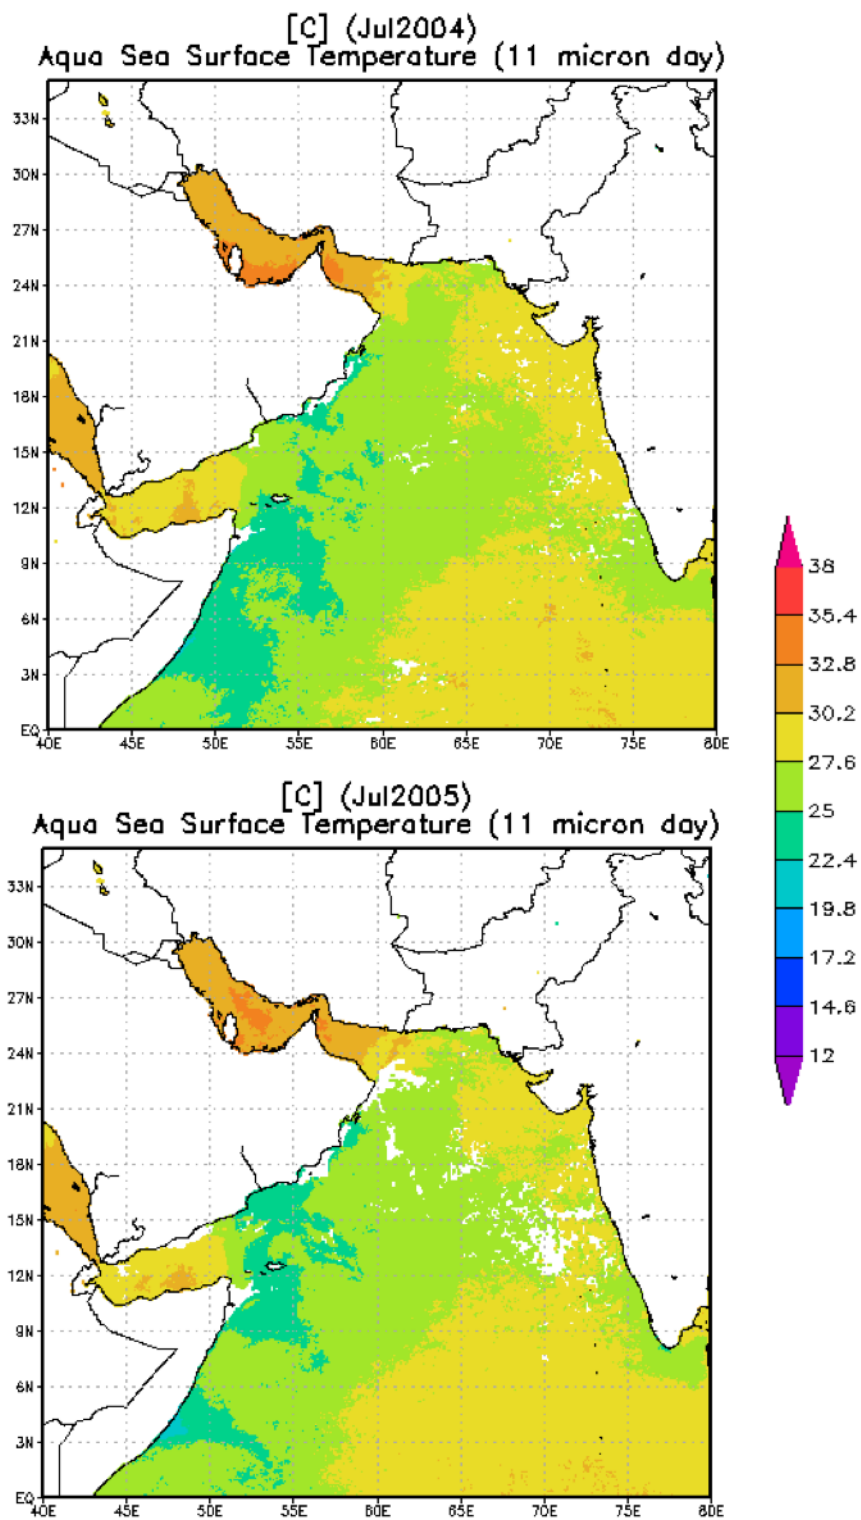 [C] (Jul2004)
Aqua Sea Surface Temperature (11 micron day)
33N
30N
27N
24N
21N
18N
15N
12N
9N
6N
3N
EQ
40E 45E 50E 55E 60E 65E 70E 75E 80E
38
35.4
32.8
30.2
27.6
25
22.4
19.8
17.2
14.6
12
[C] (Jul2005)
Aqua Sea Surface Temperature (11 micron day)
33N
30N
27N
24N
21N
18N
15N
12N
9N
6N
3N
EQ
40E 45E 50E 55E 60E 65E 70E 75E 80E